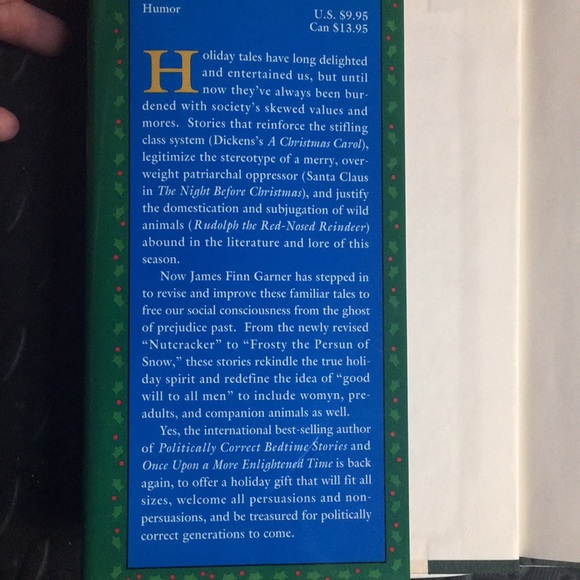 Humor
U.S. $9.95
Can $13.95
Holiday tales have long delighted
and entertained us, but until
now they've always been bur-
dened with society's skewed values and
mores. Stories that reinforce the stifling
class system (Dickens's A Christmas Carol),
legitimize the stereotype of a merry, over-
weight patriarchal oppressor (Santa Claus
in The Night Before Christmas), and justify
the domestication and subjugation of wild
animals (Rudolph the Red-Nosed Reindeer)
abound in the literature and lore of this
season.
Now James Finn Garner has stepped in
to revise and improve these familiar tales to
free our social consciousness from the ghost
of prejudice past. From the newly revised
"Nutcracker" to "Frosty the Persun of
Snow," these stories rekindle the true holi-
day spirit and redefine the idea of "good
will to all men" to include womyn, pre-
adults, and companion animals as well.
Yes, the international best-selling author
of Politically Correct Bedtime Stories and
Once Upon a More Enlightened Time is back
again, to offer a holiday gift that will fit all
sizes, welcome all persuasions and non-
persuasions, and be treasured for politically
correct generations to come.